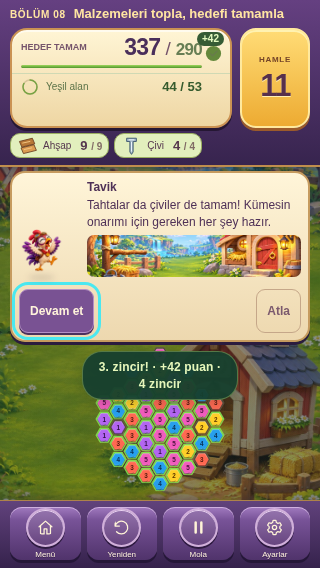 BÖLÜM 08 Malzemeleri topla, hedefi tamamla
HEDEF TAMAM 337 / 290 +42
Yeşil alan 44 / 53
HAMLE
11
Ahşap 9 / 9
Çivi 4 / 4
Tavik
Tahtalar da çiviler de tamam! Kümesin
onarımı için gereken her şey hazır.
Devam et
Atla
3. zincir! · +42 puan ·
4 zincir
Menü
Yeniden
Mola
Ayarlar